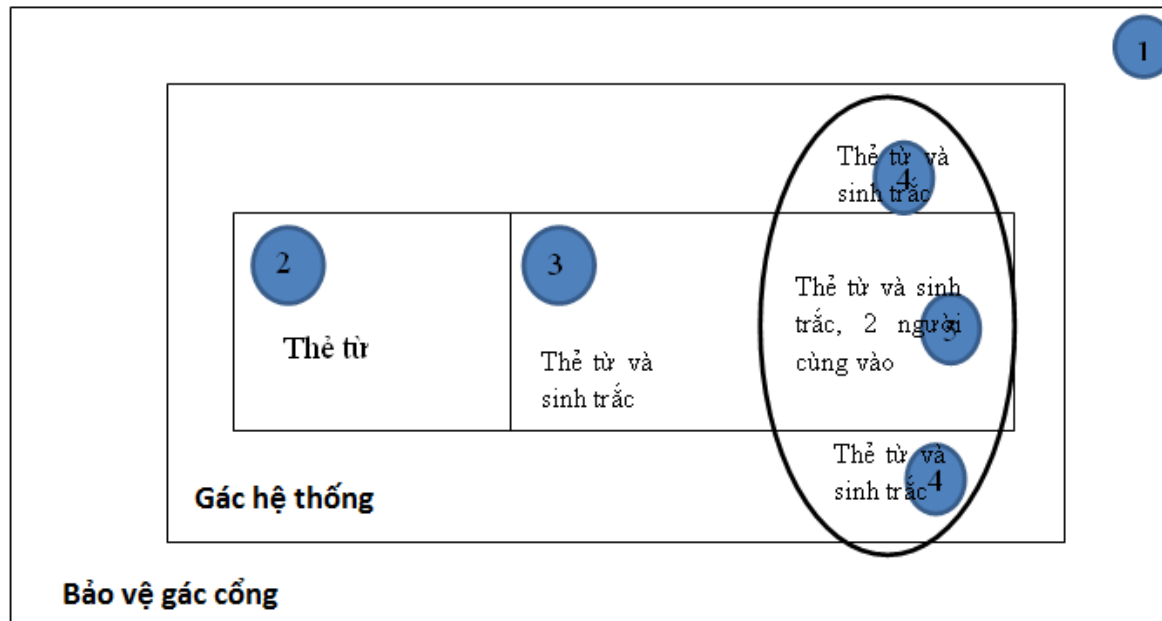 1
Thẻ từ và
sinh trắc
4
2
3
Thẻ từ và sinh
trắc, 2 người
cùng vào
5
Thẻ từ
Thẻ từ và
sinh trắc
Thẻ từ và
sinh trắc
4
Gác hệ thống
Bảo vệ gác cổng